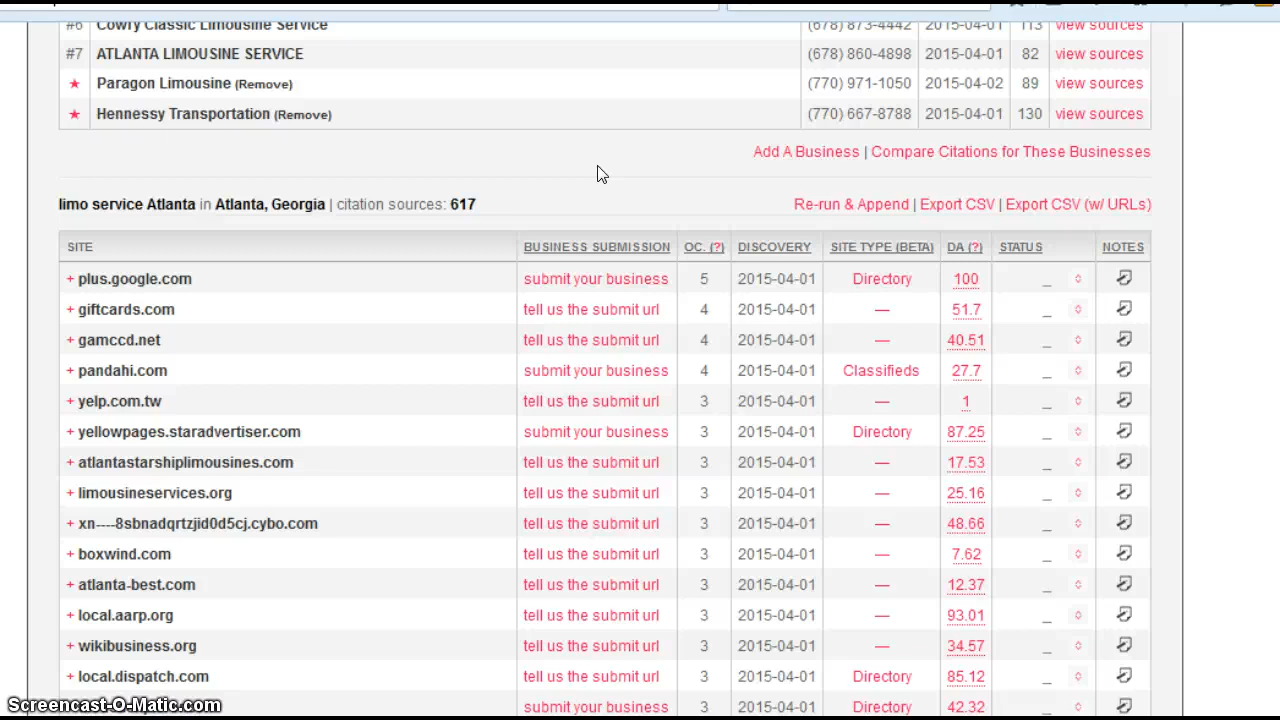 #6 Cowry Classic Limousine Service (678) 873-4442 2015-04-01 113 view sources
#7 ATLANTA LIMOUSINE SERVICE (678) 860-4898 2015-04-01 82 view sources
★ Paragon Limousine (Remove) (770) 971-1050 2015-04-02 89 view sources
★ Hennessy Transportation (Remove) (770) 667-8788 2015-04-01 130 view sources
Add A Business | Compare Citations for These Businesses
limo service Atlanta in Atlanta, Georgia | citation sources: 617 Re-run & Append | Export CSV | Export CSV (w/ URLs)
SITE BUSINESS SUBMISSION OC. (?) DISCOVERY SITE TYPE (BETA) DA (?) STATUS NOTES
+ plus.google.com submit your business 5 2015-04-01 Directory 100 _
+ giftcards.com tell us the submit url 4 2015-04-01 — 51.7 _
+ gamccd.net tell us the submit url 4 2015-04-01 — 40.51 _
+ pandahi.com submit your business 4 2015-04-01 Classifieds 27.7 _
+ yelp.com.tw tell us the submit url 3 2015-04-01 — 1 _
+ yellowpages.staradvertiser.com submit your business 3 2015-04-01 Directory 87.25 _
+ atlantastarshiplimousines.com tell us the submit url 3 2015-04-01 — 17.53 _
+ limousineservices.org tell us the submit url 3 2015-04-01 — 25.16 _
+ xn----8sbnadqrtzjid0d5cj.cybo.com tell us the submit url 3 2015-04-01 — 48.66 _
+ boxwind.com tell us the submit url 3 2015-04-01 — 7.62 _
+ atlanta-best.com tell us the submit url 3 2015-04-01 — 12.37 _
+ local.aarp.org tell us the submit url 3 2015-04-01 — 93.01 _
+ wikibusiness.org tell us the submit url 3 2015-04-01 — 34.57 _
+ local.dispatch.com tell us the submit url 3 2015-04-01 Directory 85.12 _
submit your business 3 2015-04-01 Directory 42.32 _
Screencast-O-Matic.com